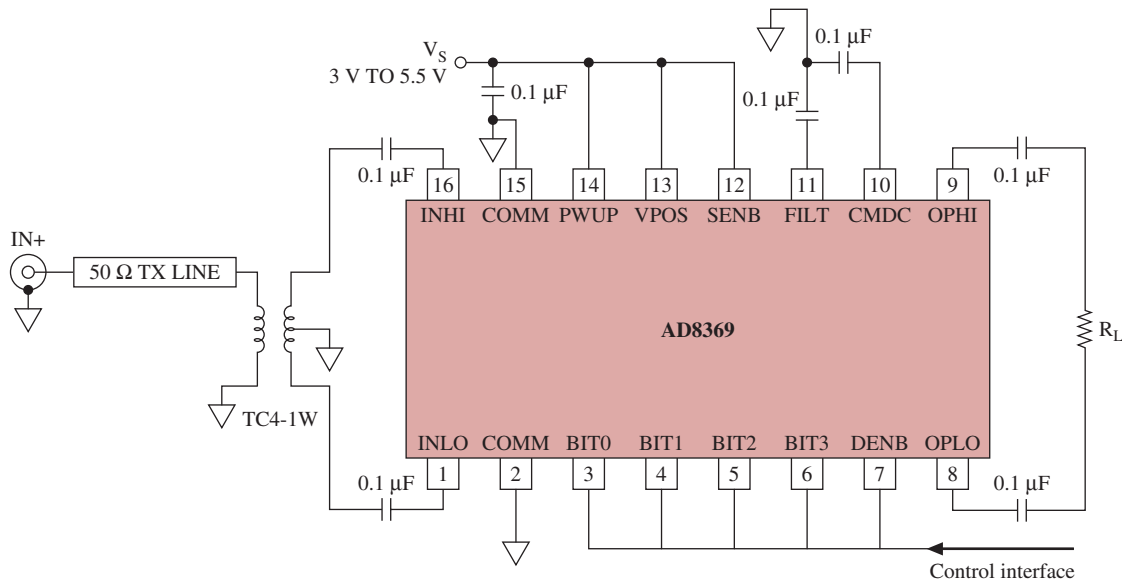 V_S
3 V TO 5.5 V
0.1 μF
0.1 μF
0.1 μF
0.1 μF
0.1 μF
16 15 14 13 12 11 10 9
INHI COMM PWUP VPOS SENB FILT CMDC OPHI
IN+
50 Ω TX LINE
AD8369
R_L
TC4-1W
INLO COMM BIT0 BIT1 BIT2 BIT3 DENB OPLO
1 2 3 4 5 6 7 8
0.1 μF
0.1 μF
Control interface